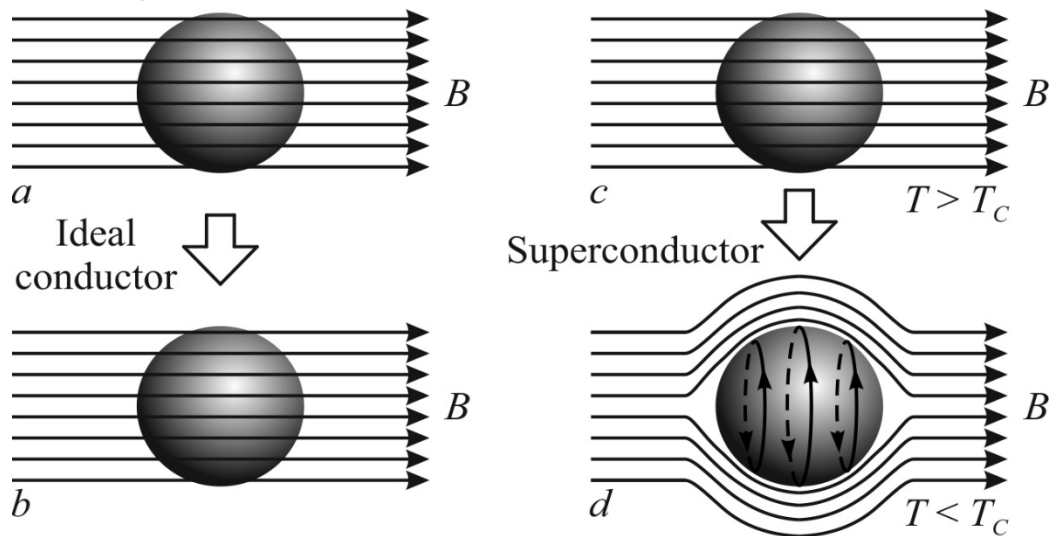 B
a
Ideal
conductor
B
b
B
c
T > T_C
Superconductor
B
d
T < T_C